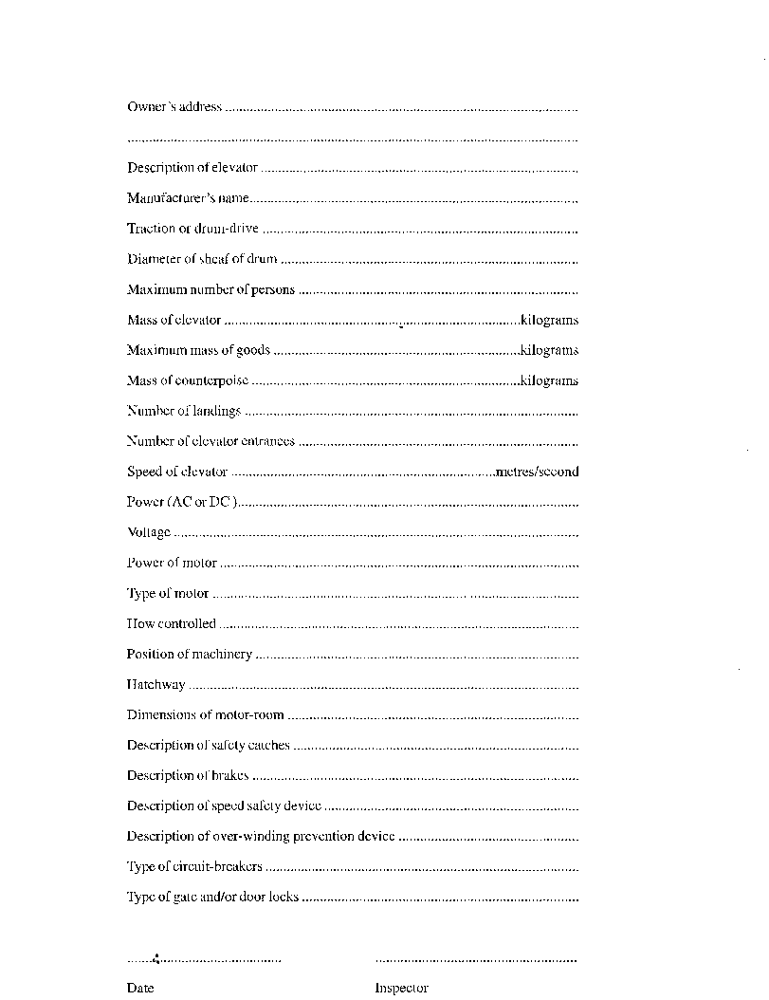 Owner's address ....................................................................................................
..............................................................................................................................
Description of elevator .........................................................................................
Manufacturer's name............................................................................................
Traction or drum-drive ........................................................................................
Diameter of sheaf of drum ...................................................................................
Maximum number of persons ..............................................................................
Mass of elevator ...................................................................................kilograms
Maximum mass of goods .....................................................................kilograms
Mass of counterpoise ...........................................................................kilograms
Number of landings .............................................................................................
Number of elevator entrances ..............................................................................
Speed of elevator ..........................................................................metres/second
Power (AC or DC)...............................................................................................
Voltage .................................................................................................................
Power of motor ....................................................................................................
Type of motor ......................................................................................................
How controlled ....................................................................................................
Position of machinery ..........................................................................................
Hatchway .............................................................................................................
Dimensions of motor-room .................................................................................
Description of safety catches ...............................................................................
Description of brakes ...........................................................................................
Description of speed safety device .......................................................................
Description of over-winding prevention device ..................................................
Type of circuit-breakers .......................................................................................
Type of gate and/or door locks .............................................................................
........................................... ........................................................
Date Inspector